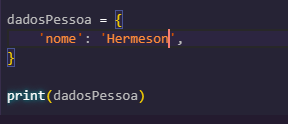 dadosPessoa = {
    'nome': 'Hermeson',
}
print(dadosPessoa)